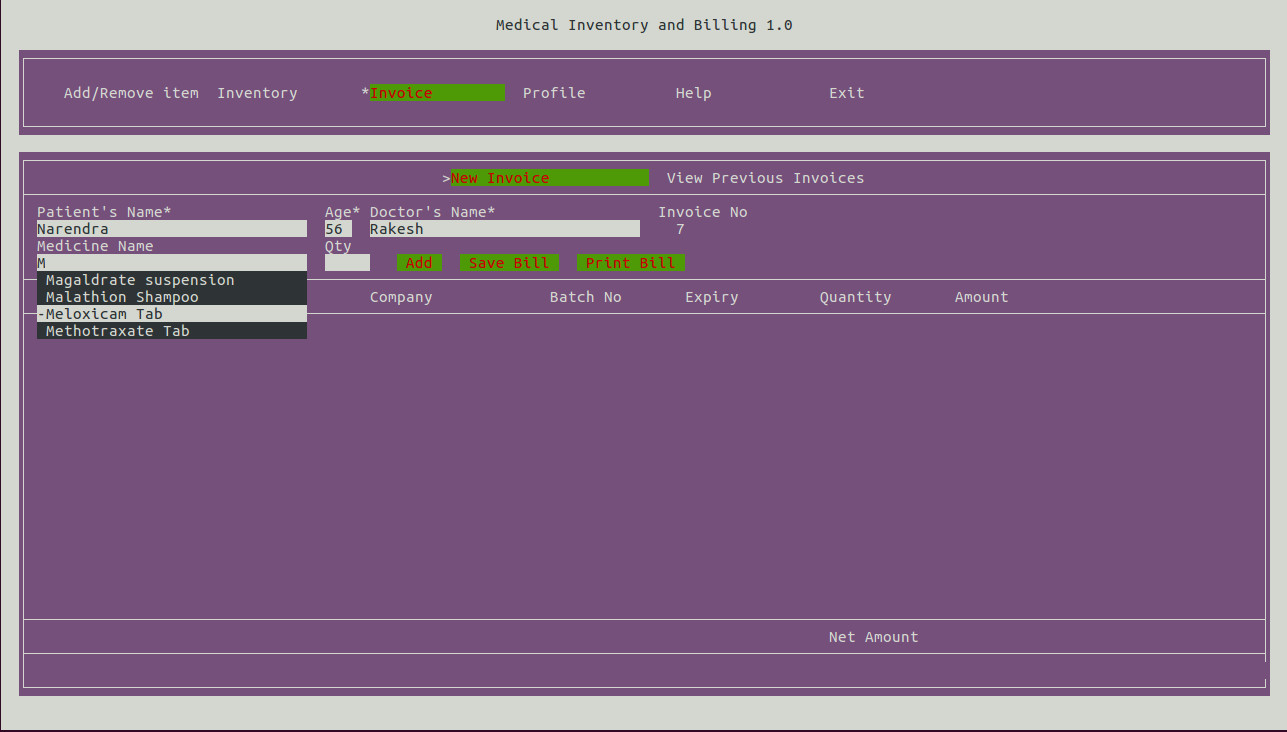 Medical Inventory and Billing 1.0
Add/Remove item Inventory *Invoice Profile Help Exit
>New Invoice View Previous Invoices
Patient's Name* Age* Doctor's Name* Invoice No
Narendra 56 Rakesh 7
Medicine Name Qty
M Add Save Bill Print Bill
Magaldrate suspension
Malathion Shampoo Company Batch No Expiry Quantity Amount
-Meloxicam Tab
Methotraxate Tab
Net Amount